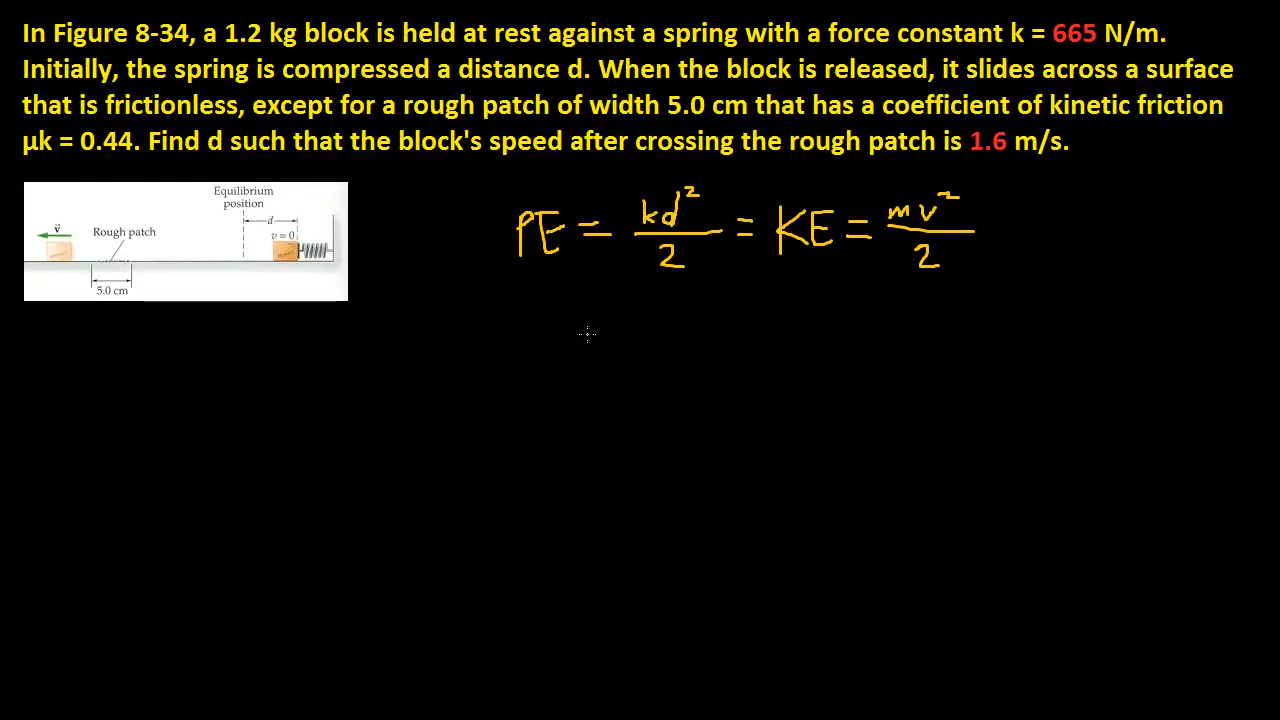 In Figure 8-34, a 1.2 kg block is held at rest against a spring with a force constant k = 665 N/m.
Initially, the spring is compressed a distance d. When the block is released, it slides across a surface
that is frictionless, except for a rough patch of width 5.0 cm that has a coefficient of kinetic friction
µk = 0.44. Find d such that the block's speed after crossing the rough patch is 1.6 m/s.
Equilibrium
position
d
v = 0
v⃗
Rough patch
5.0 cm
PE = kd²/2 = KE = mv²/2